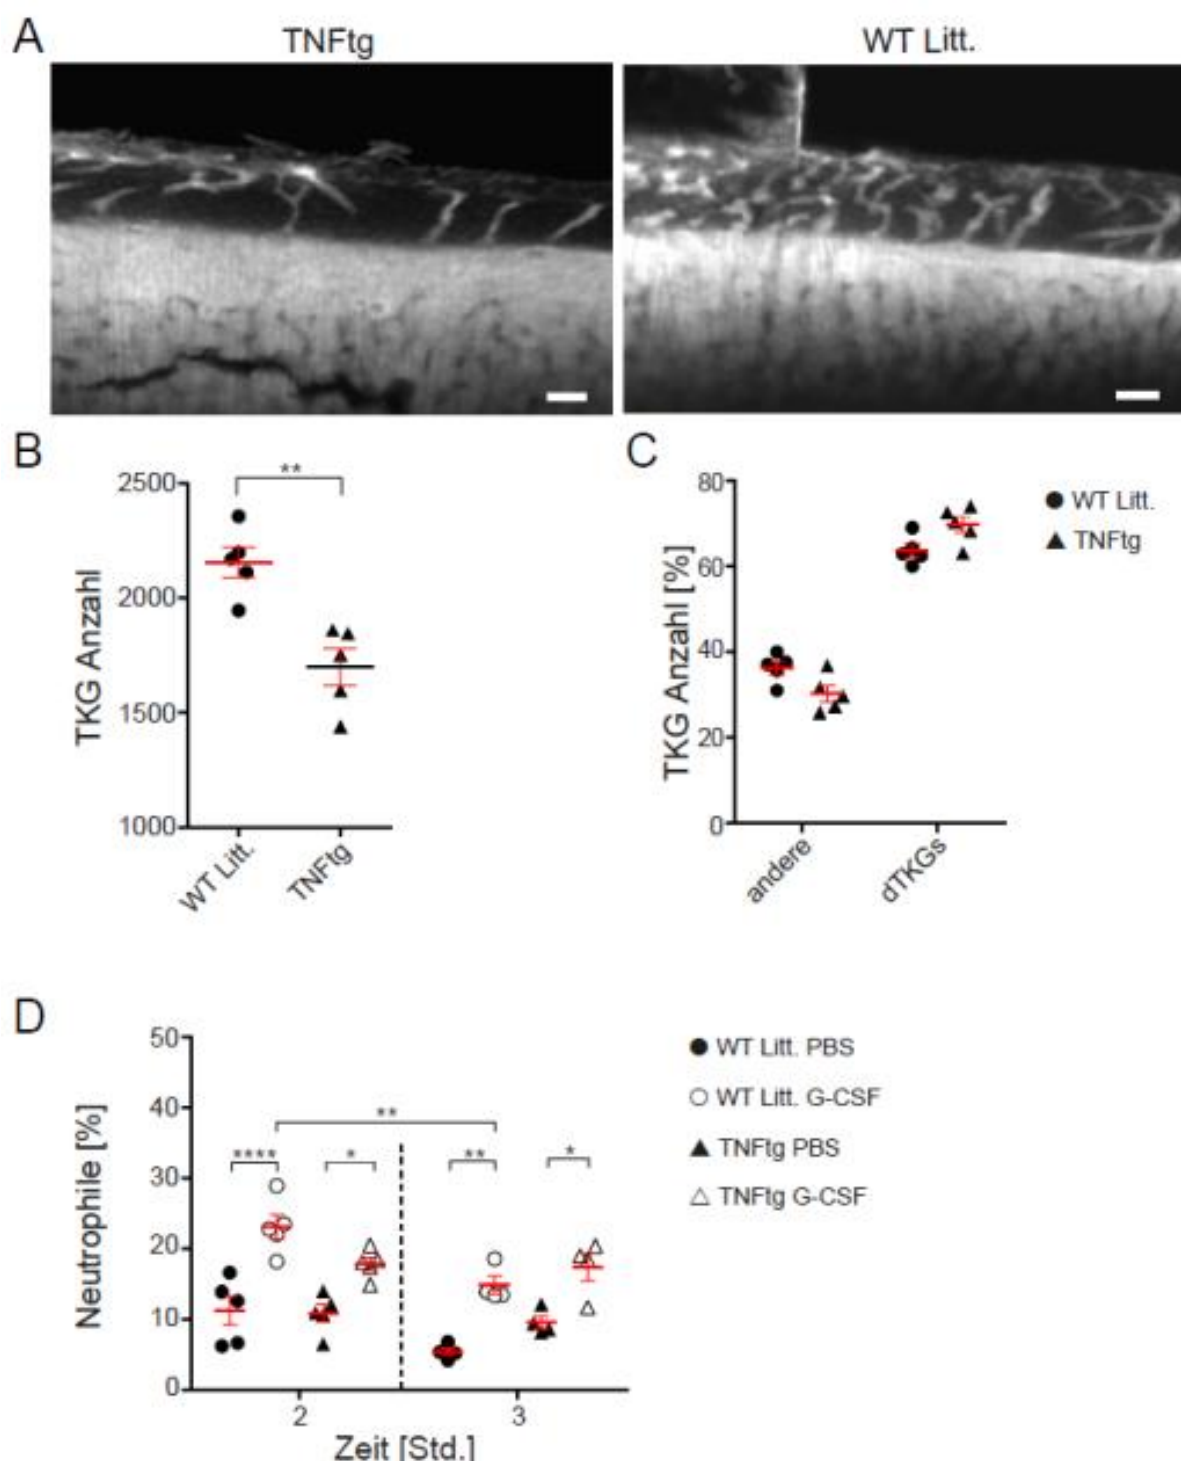 A
TNFtg
WT Litt.
B
2500
2000
1500
1000
TKG Anzahl
**
WT Litt.
TNFtg
C
80
60
40
20
0
TKG Anzahl [%]
andere
dTKGs
WT Litt.
TNFtg
D
50
40
30
20
10
0
Neutrophile [%]
**
****
*
**
*
2
3
Zeit [Std.]
WT Litt. PBS
WT Litt. G-CSF
TNFtg PBS
TNFtg G-CSF